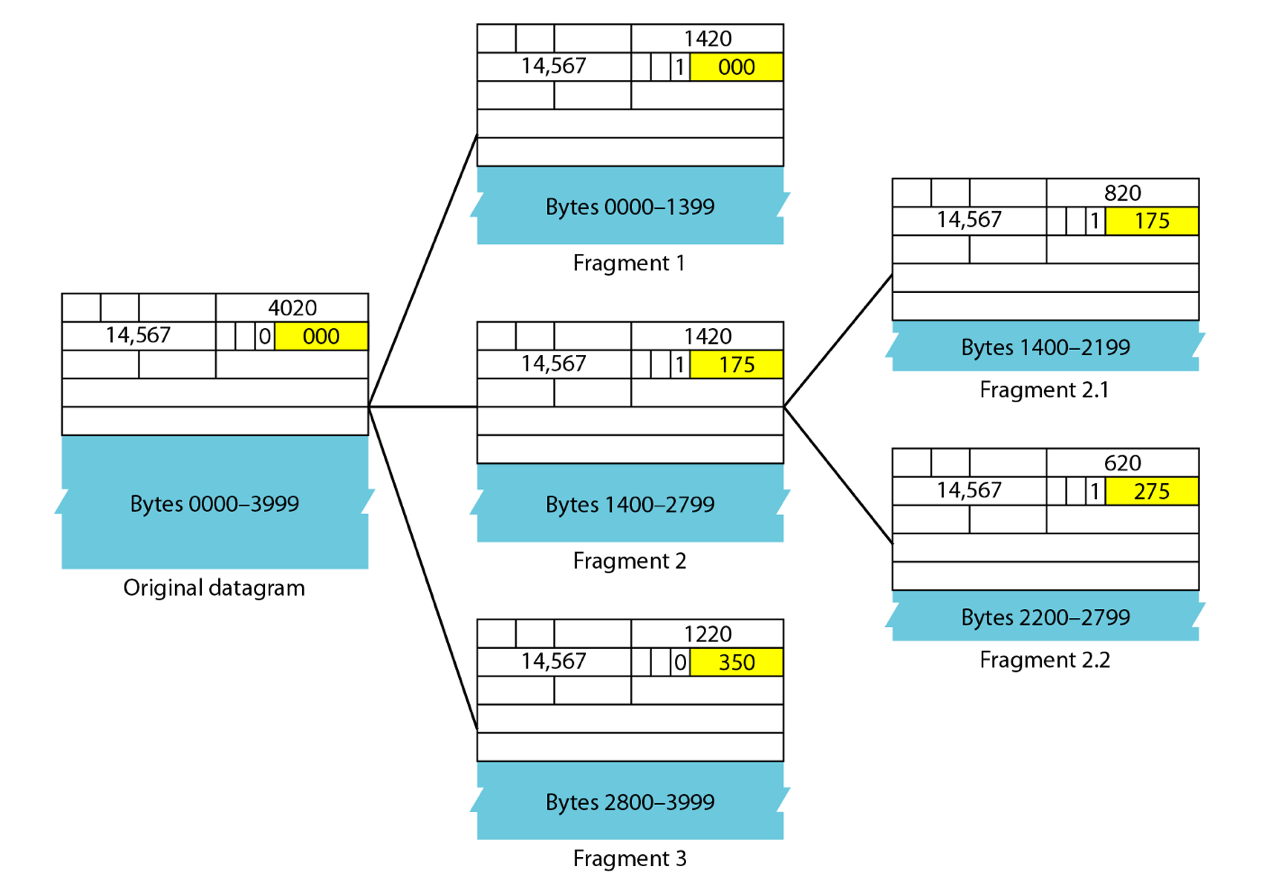 4020
14,567 0 000
Bytes 0000–3999
Original datagram
1420
14,567 1 000
Bytes 0000–1399
Fragment 1
1420
14,567 1 175
Bytes 1400–2799
Fragment 2
1220
14,567 0 350
Bytes 2800–3999
Fragment 3
820
14,567 1 175
Bytes 1400–2199
Fragment 2.1
620
14,567 1 275
Bytes 2200–2799
Fragment 2.2